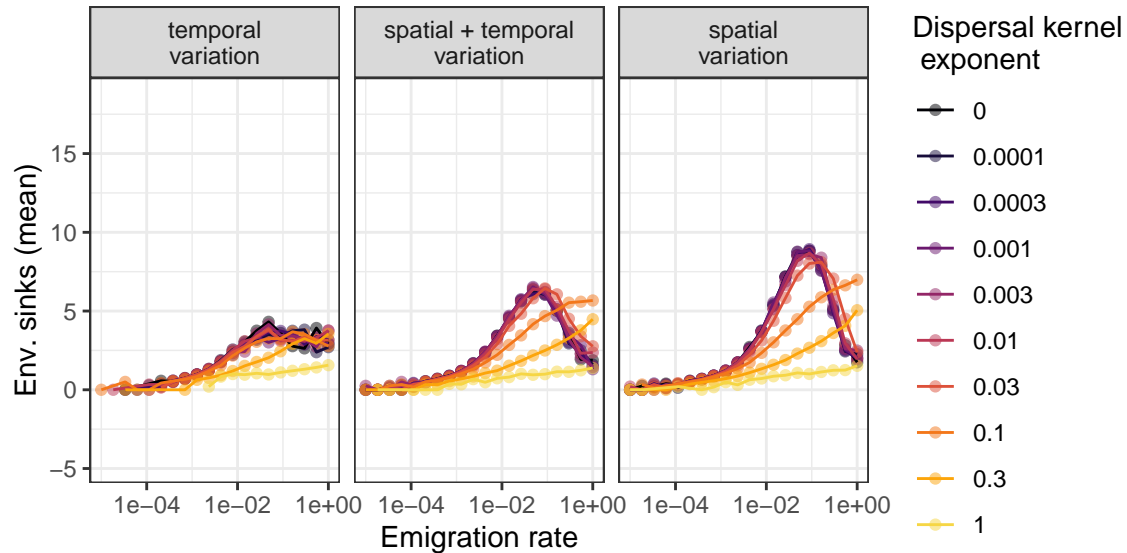 temporal
variation
spatial + temporal
variation
spatial
variation
Dispersal kernel
exponent
0
0.0001
0.0003
0.001
0.003
0.01
0.03
0.1
0.3
1
Env. sinks (mean)
15
10
5
0
−5
1e−04 1e−02 1e+00
1e−04 1e−02 1e+00
1e−04 1e−02 1e+00
Emigration rate